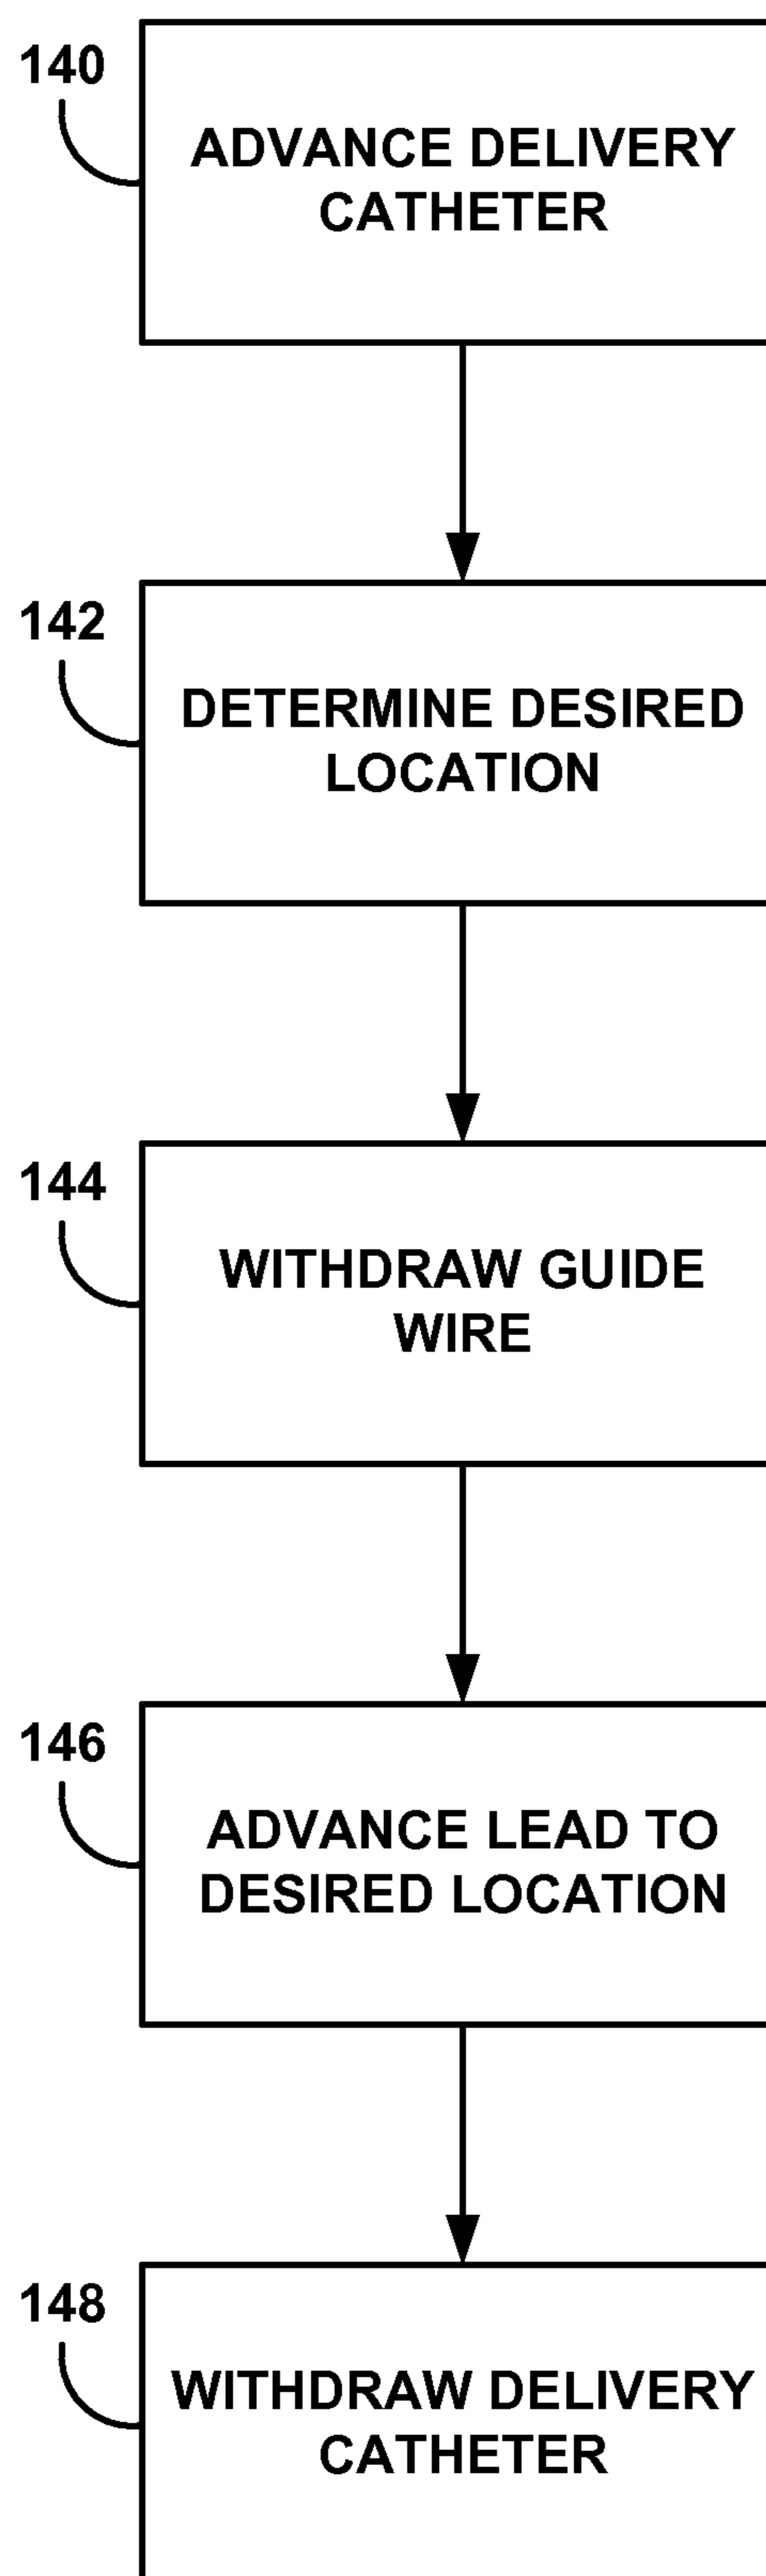 140
ADVANCE DELIVERY
CATHETER
142
DETERMINE DESIRED
LOCATION
144
WITHDRAW GUIDE
WIRE
146
ADVANCE LEAD TO
DESIRED LOCATION
148
WITHDRAW DELIVERY
CATHETER